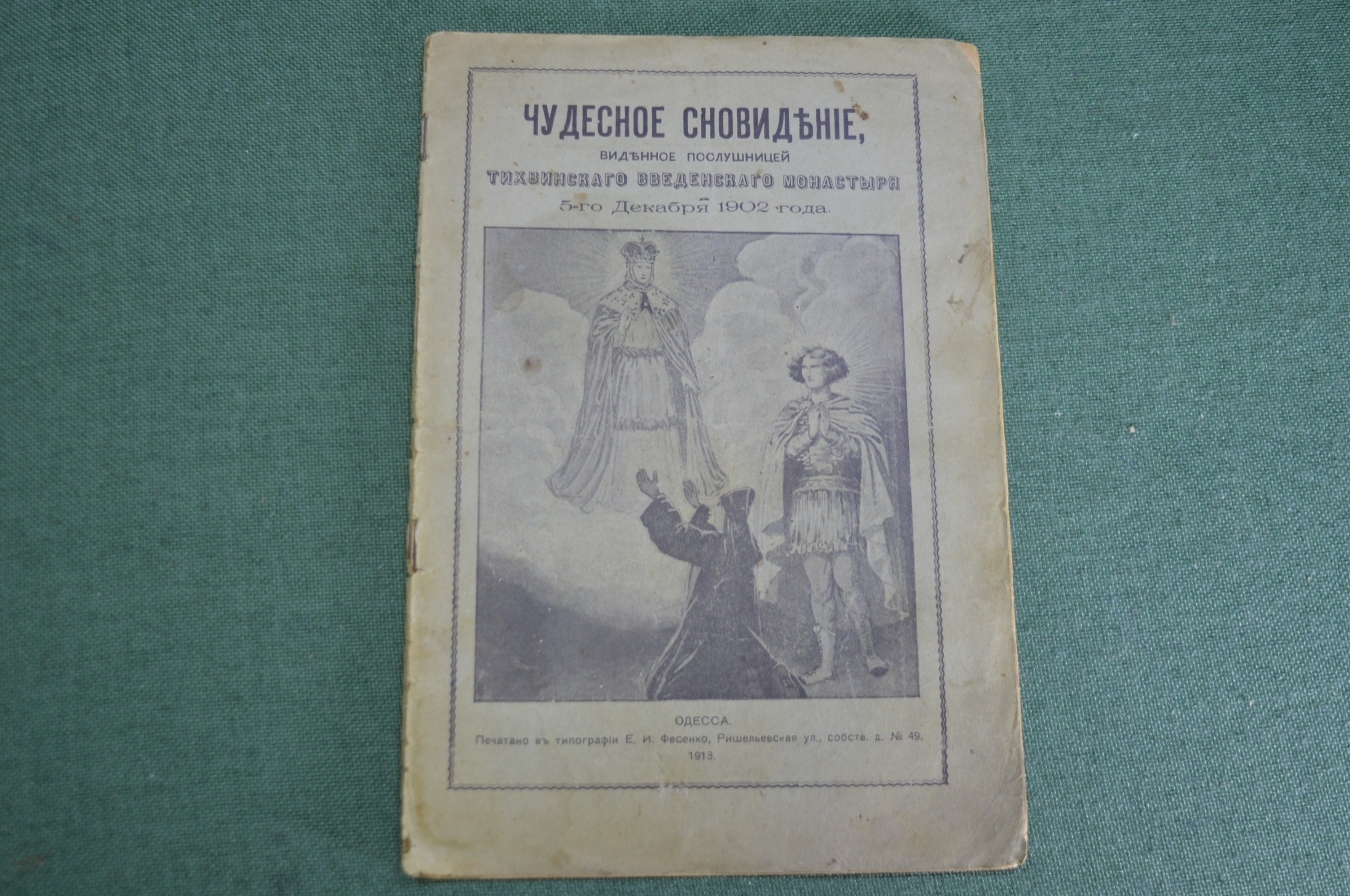 ЧУДЕСНОЕ СНОВИДѢНІЕ,
ВИДѢННОЕ ПОСЛУШНИЦЕЙ
ТИХВИНСКАГО ВВЕДЕНСКАГО МОНАСТЫРЯ
5-го Декабря 1902 года.
ОДЕССА.
Печатано въ типографіи Е. И. Фесенко, Ришельевская ул., собств. д. № 49.
1913.